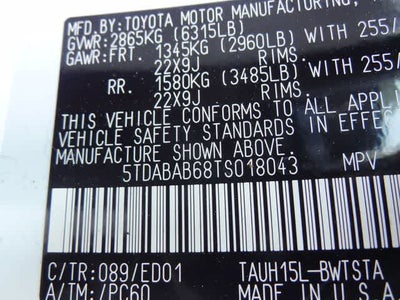 MFD. BY:TOYOTA MOTOR MANUFACTURING,
GVWR:2865KG (6315LB)
GAWR:FRT. 1345KG (2960LB) WITH 255/
22X9J RIMS.
RR. 1580KG (3485LB) WITH 255/
22X9J RIMS.
THIS VEHICLE CONFORMS TO ALL APPLI
VEHICLE SAFETY STANDARDS IN EFFEC
MANUFACTURE SHOWN ABOVE.
5TDABAB68TS018043 MPV
C/TR:089/ED01 TAUH15L-BWTSTA
A/TM:/PC60 MADE IN U.S.A